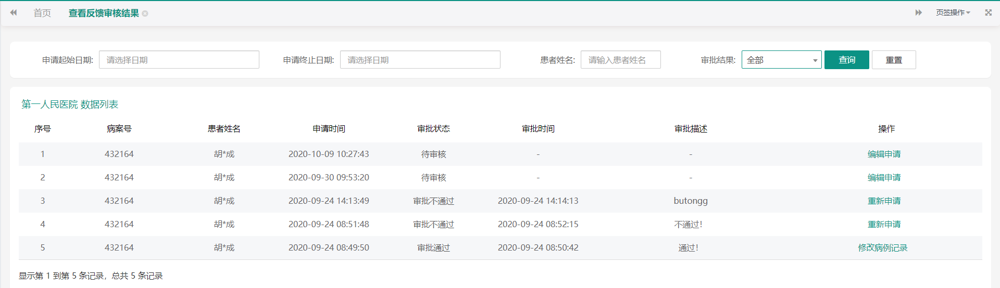 首页 查看反馈审核结果 页签操作
申请起始日期: 请选择日期 申请终止日期: 请选择日期 患者姓名: 请输入患者姓名 审批结果: 全部 查询 重置
第一人民医院 数据列表
序号 病案号 患者姓名 申请时间 审批状态 审批时间 审批描述 操作
1 432164 胡*成 2020-10-09 10:27:43 待审核 - - 编辑申请
2 432164 胡*成 2020-09-30 09:53:20 待审核 - - 编辑申请
3 432164 胡*成 2020-09-24 14:13:49 审批不通过 2020-09-24 14:14:13 butongg 重新申请
4 432164 胡*成 2020-09-24 08:51:48 审批不通过 2020-09-24 08:52:15 不通过！ 重新申请
5 432164 胡*成 2020-09-24 08:49:50 审批通过 2020-09-24 08:50:42 通过！ 修改病例记录
显示第 1 到第 5 条记录，总共 5 条记录